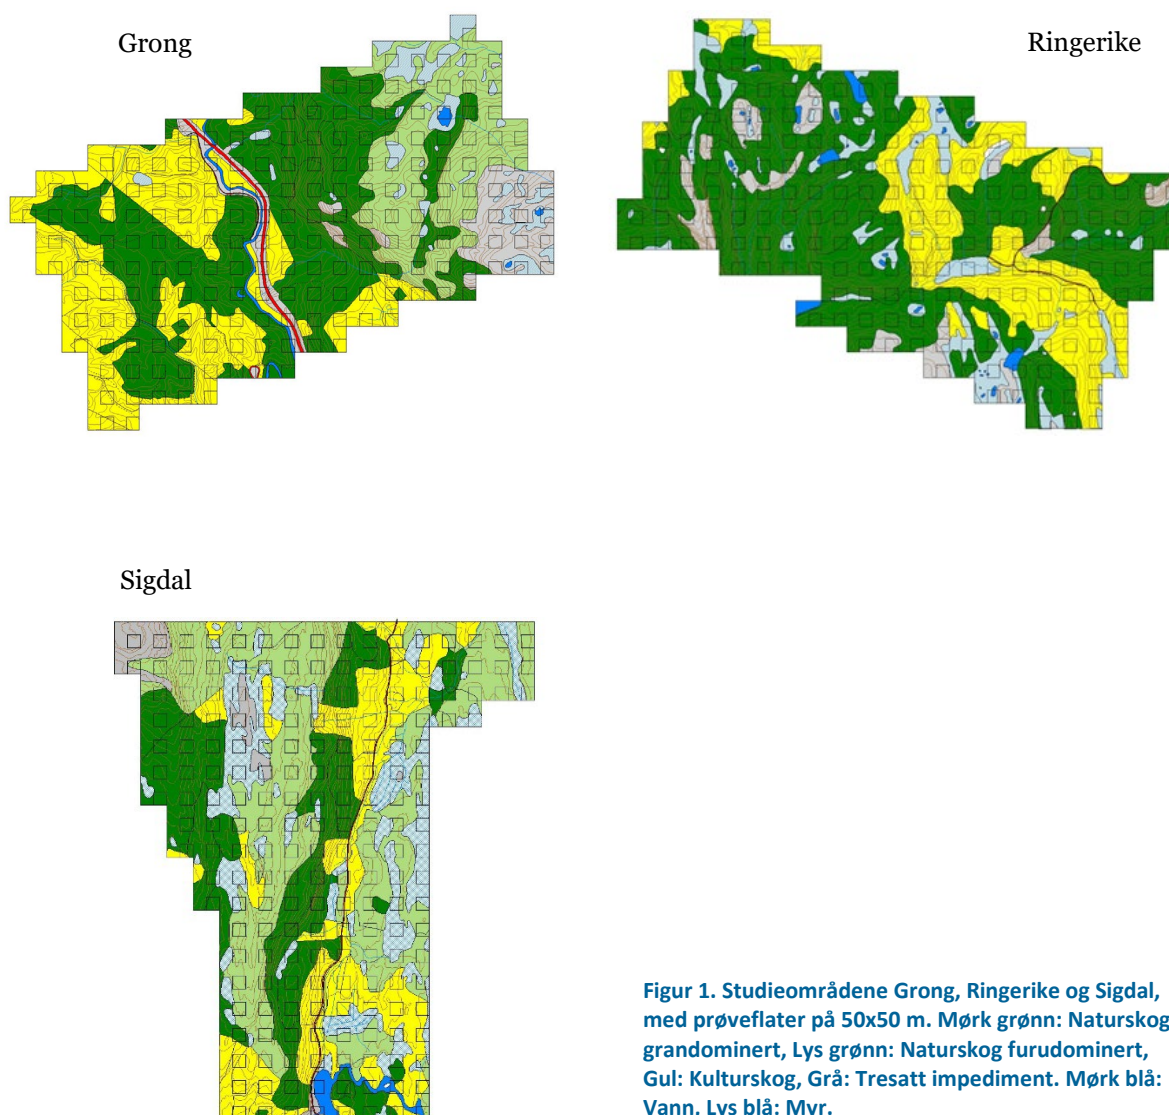 Grong
Ringerike
Sigdal
Figur 1. Studieområdene Grong, Ringerike og Sigdal,
med prøveflater på 50x50 m. Mørk grønn: Naturskog
grandominert, Lys grønn: Naturskog furudominert,
Gul: Kulturskog, Grå: Tresatt impediment. Mørk blå:
Vann. Lys blå: Myr.